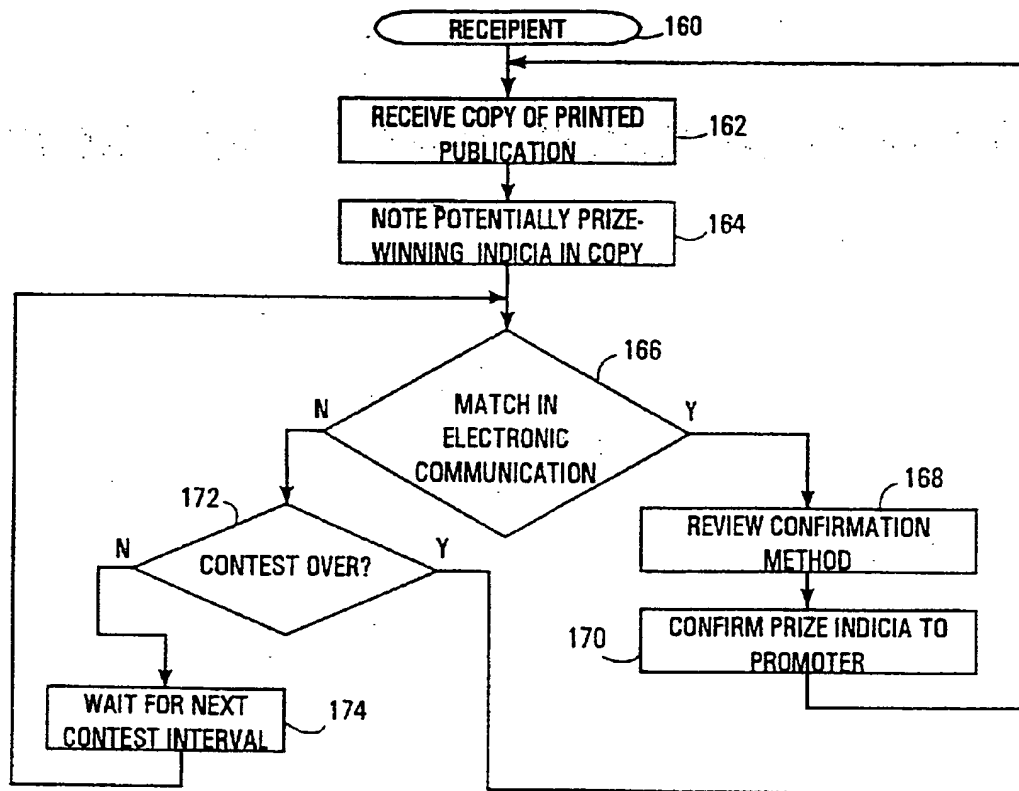 RECEIPIENT
160
RECEIVE COPY OF PRINTED
PUBLICATION
162
NOTE POTENTIALLY PRIZE-
WINNING INDICIA IN COPY
164
166
N
MATCH IN
ELECTRONIC
COMMUNICATION
Y
172
168
N
CONTEST OVER?
Y
REVIEW CONFIRMATION
METHOD
170
CONFIRM PRIZE INDICIA TO
PROMOTER
WAIT FOR NEXT
CONTEST INTERVAL
174